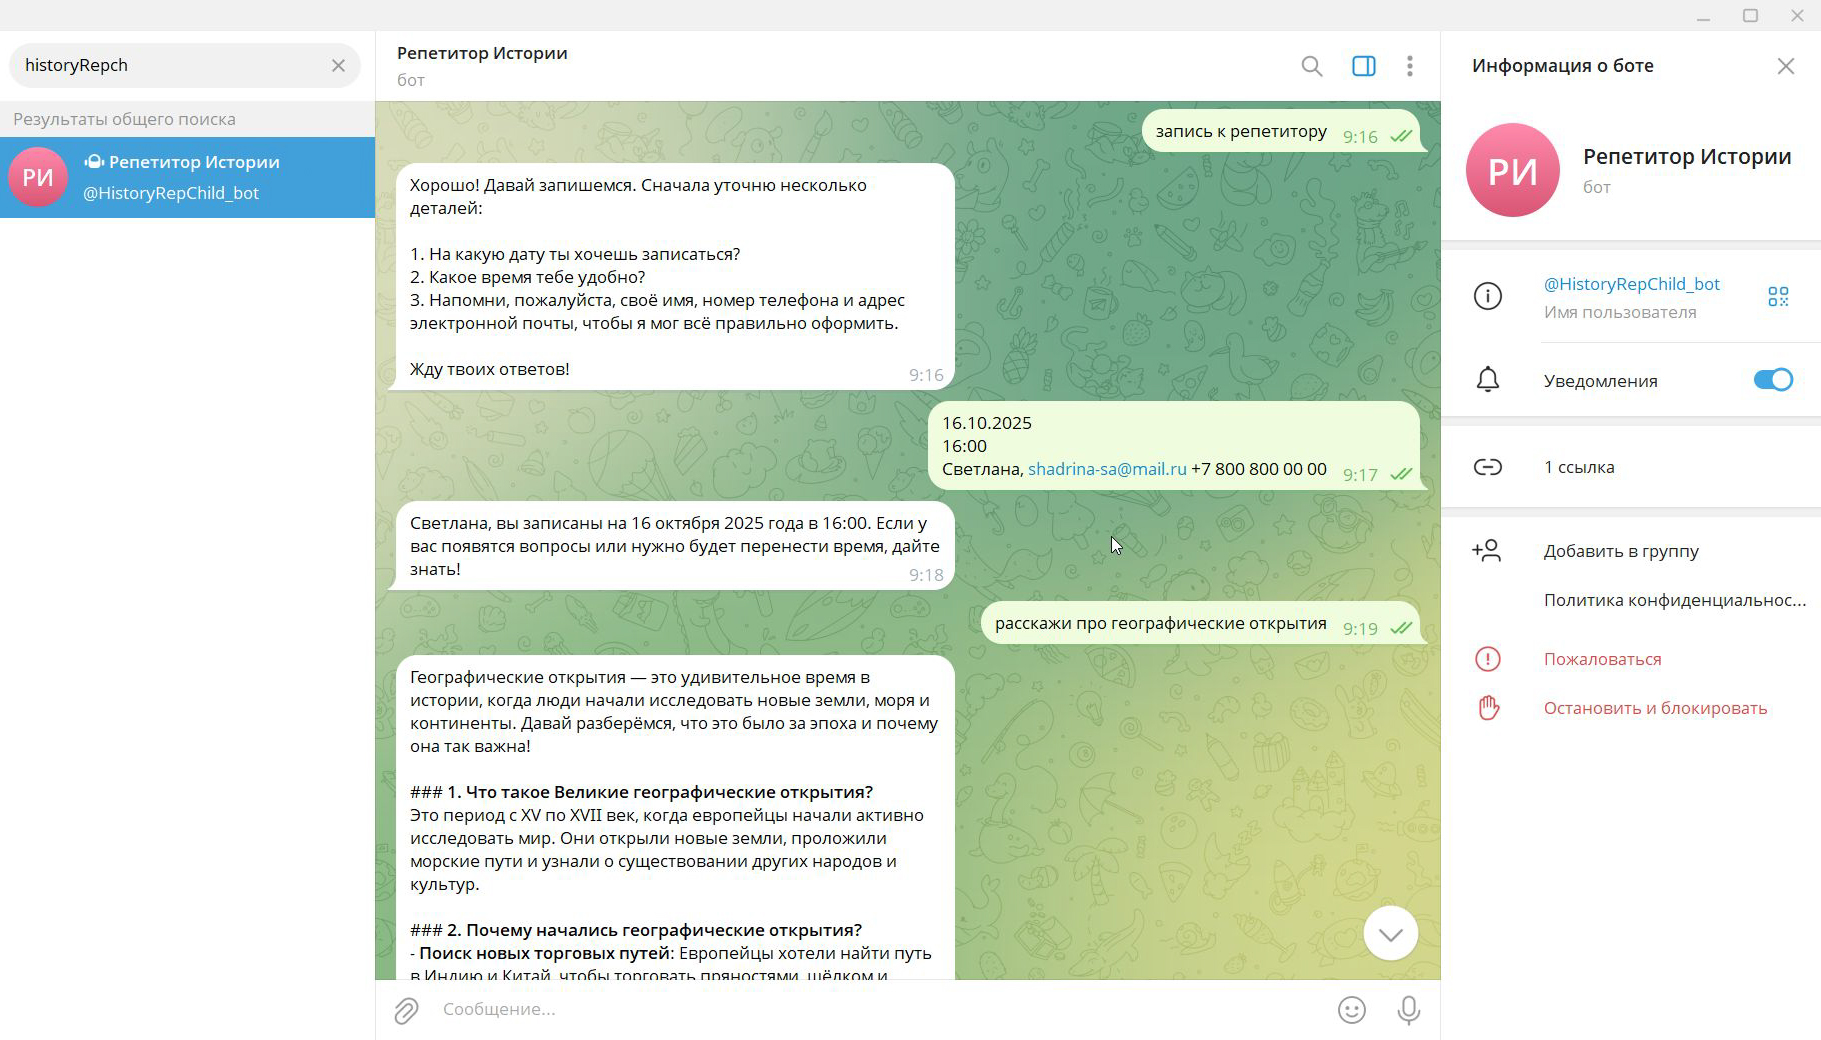 historyRepch
Результаты общего поиска
РИ
Репетитор Истории
@HistoryRepChild_bot
Репетитор Истории
бот
запись к репетитору 9:16
Хорошо! Давай запишемся. Сначала уточню несколько
деталей:
1. На какую дату ты хочешь записаться?
2. Какое время тебе удобно?
3. Напомни, пожалуйста, своё имя, номер телефона и адрес
электронной почты, чтобы я мог всё правильно оформить.
Жду твоих ответов!
9:16
16.10.2025
16:00
Светлана, shadrina-sa@mail.ru +7 800 800 00 00 9:17
Светлана, вы записаны на 16 октября 2025 года в 16:00. Если у
вас появятся вопросы или нужно будет перенести время, дайте
знать!
9:18
расскажи про географические открытия 9:19
Географические открытия — это удивительное время в
истории, когда люди начали исследовать новые земли, моря и
континенты. Давай разберёмся, что это было за эпоха и почему
она так важна!
### 1. Что такое Великие географические открытия?
Это период с XV по XVII век, когда европейцы начали активно
исследовать мир. Они открыли новые земли, проложили
морские пути и узнали о существовании других народов и
культур.
### 2. Почему начались географические открытия?
- Поиск новых торговых путей: Европейцы хотели найти путь
в Индию и Китай, чтобы торговать пряностями, шёлком и
Сообщение...
Информация о боте
РИ
Репетитор Истории
бот
@HistoryRepChild_bot
Имя пользователя
Уведомления
1 ссылка
Добавить в группу
Политика конфиденциальнос...
Пожаловаться
Остановить и блокировать